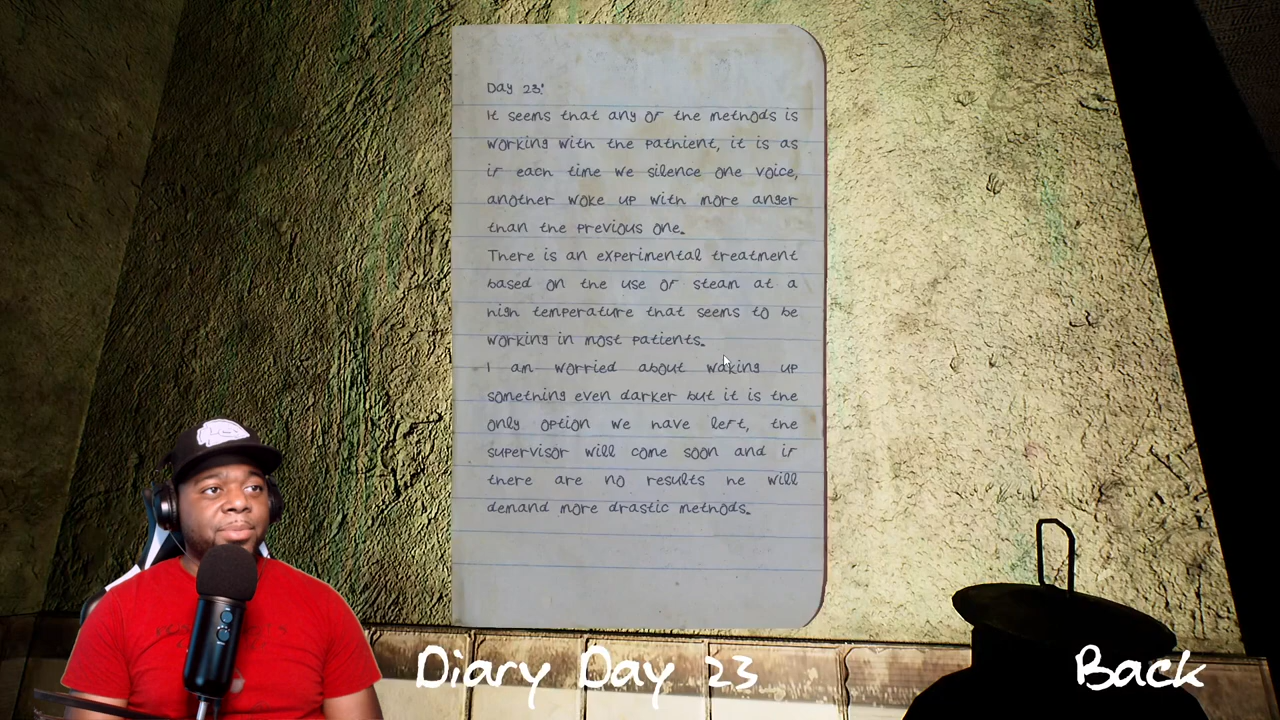 Day 23:
It seems that any of the methods is
working with the patnient, it is as
if each time we silence one voice,
another woke up with more anger
than the previous one.
There is an experimental treatment
based on the use of steam at a
high temperature that seems to be
working in most patients.
I am worried about waking up
something even darker but it is the
only option we have left, the
supervisor will come soon and if
there are no results he will
demand more drastic methods.
Diary Day 23
Back